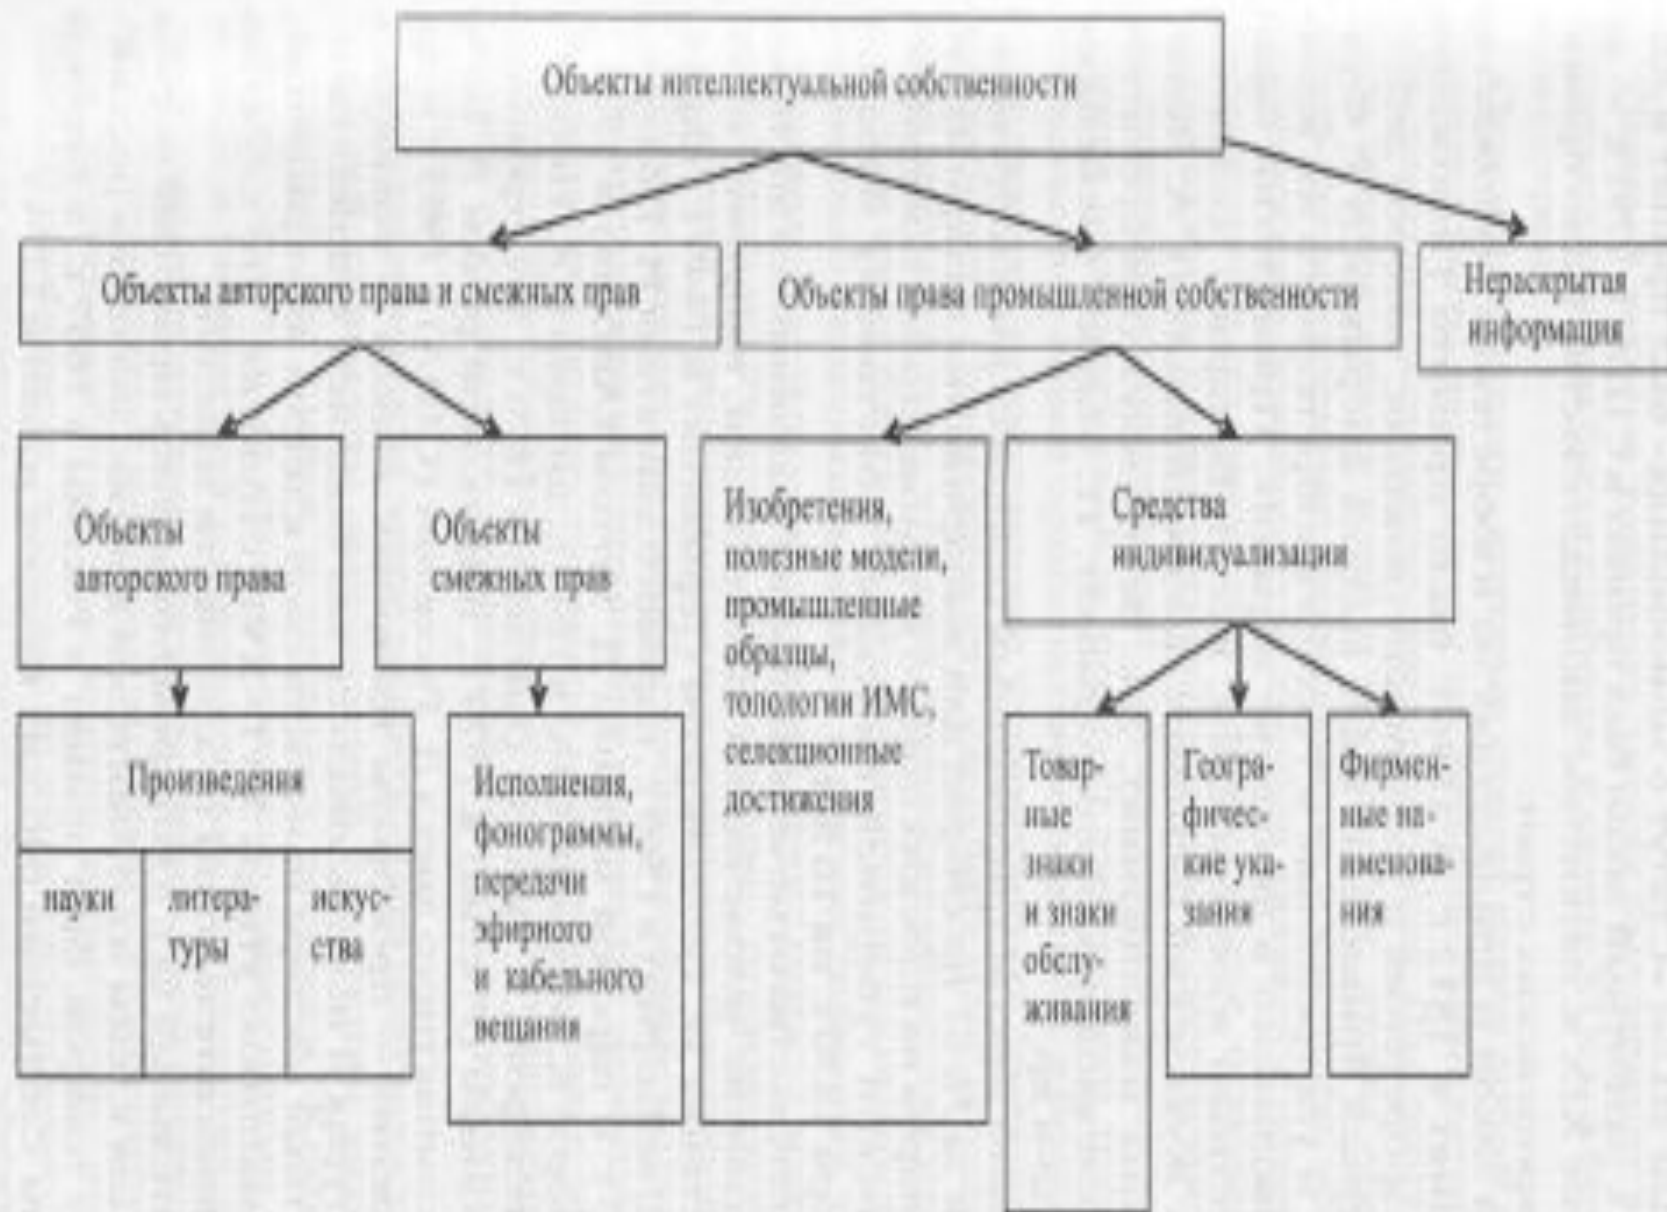 Объекты интеллектуальной собственности
Объекты авторского права и смежных прав
Объекты права промышленной собственности
Нераскрытая
информация
Объекты
авторского права
Объекты
смежных прав
Изобретения,
полезные модели,
промышленные
образцы,
топологии ИМС,
селекционные
достижения
Средства
индивидуализации
Произведения
науки
литера-
туры
искус-
ства
Исполнения,
фонограммы,
передачи
эфирного
и кабельного
вещания
Товар-
ные
знаки
и знаки
обслу-
живания
Геогра-
фичес-
кие ука-
зания
Фирмен-
ные на-
именова-
ния